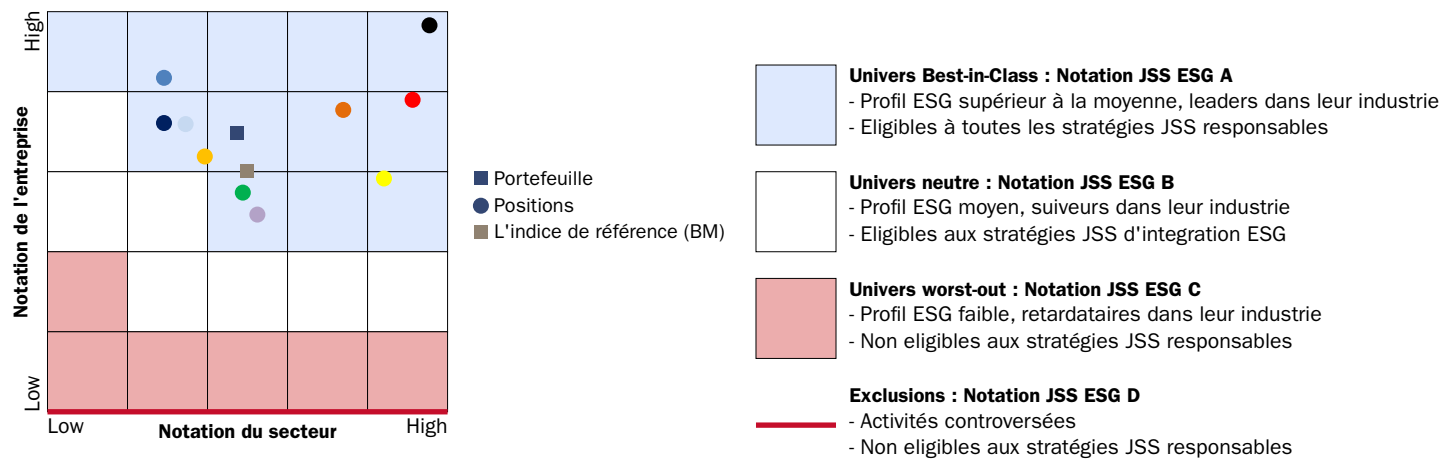 High
Notation de l'entreprise
Low
Low
Notation du secteur
High
Portefeuille
Positions
L'indice de référence (BM)
Univers Best-in-Class : Notation JSS ESG A
- Profil ESG supérieur à la moyenne, leaders dans leur industrie
- Eligibles à toutes les stratégies JSS responsables
Univers neutre : Notation JSS ESG B
- Profil ESG moyen, suiveurs dans leur industrie
- Eligibles aux stratégies JSS d'integration ESG
Univers worst-out : Notation JSS ESG C
- Profil ESG faible, retardataires dans leur industrie
- Non eligibles aux stratégies JSS responsables
Exclusions : Notation JSS ESG D
- Activités controversées
- Non eligibles aux stratégies JSS responsables